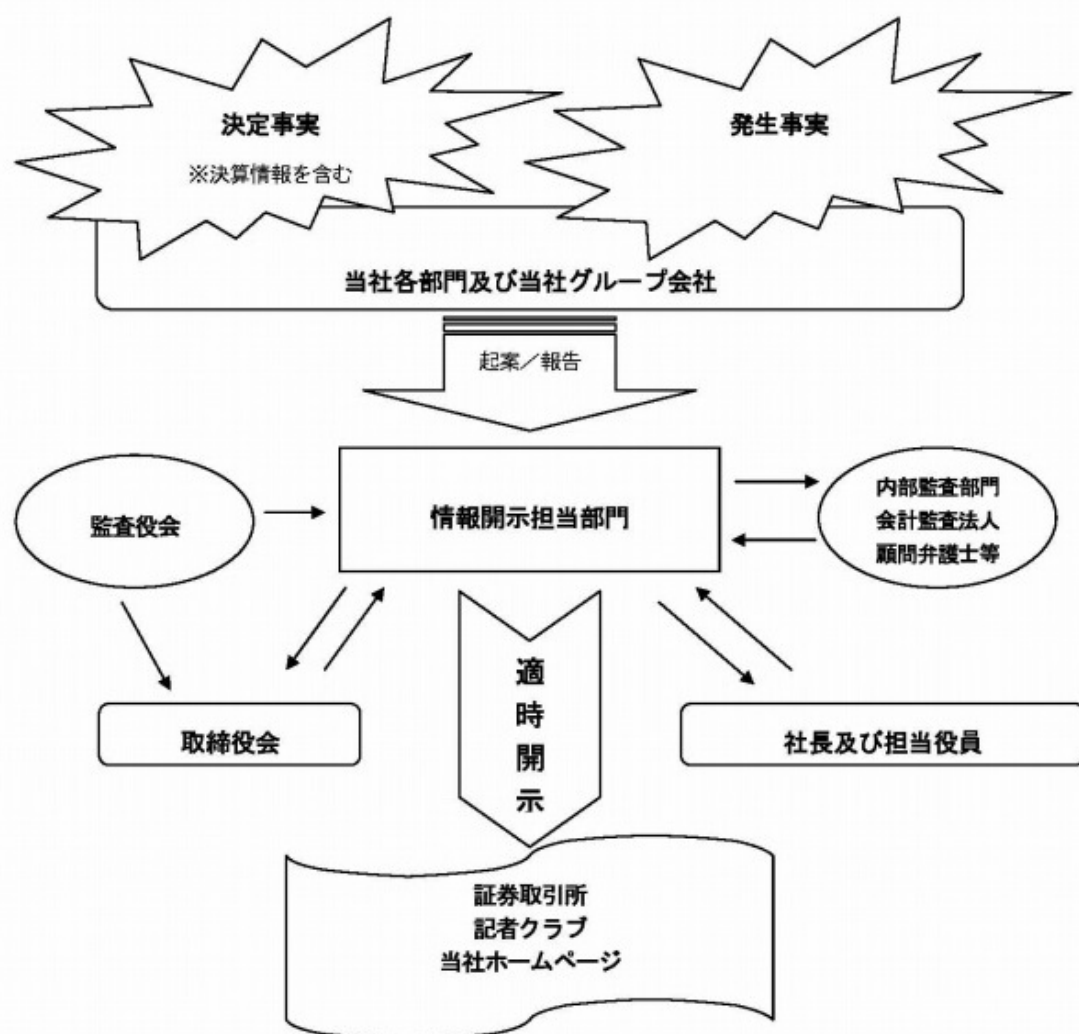 決定事実
※決算情報を含む
発生事実
当社各部門及び当社グループ会社
起案／報告
監査役会
情報開示担当部門
内部監査部門
会計監査法人
顧問弁護士等
適時開示
取締役会
社長及び担当役員
証券取引所
記者クラブ
当社ホームページ